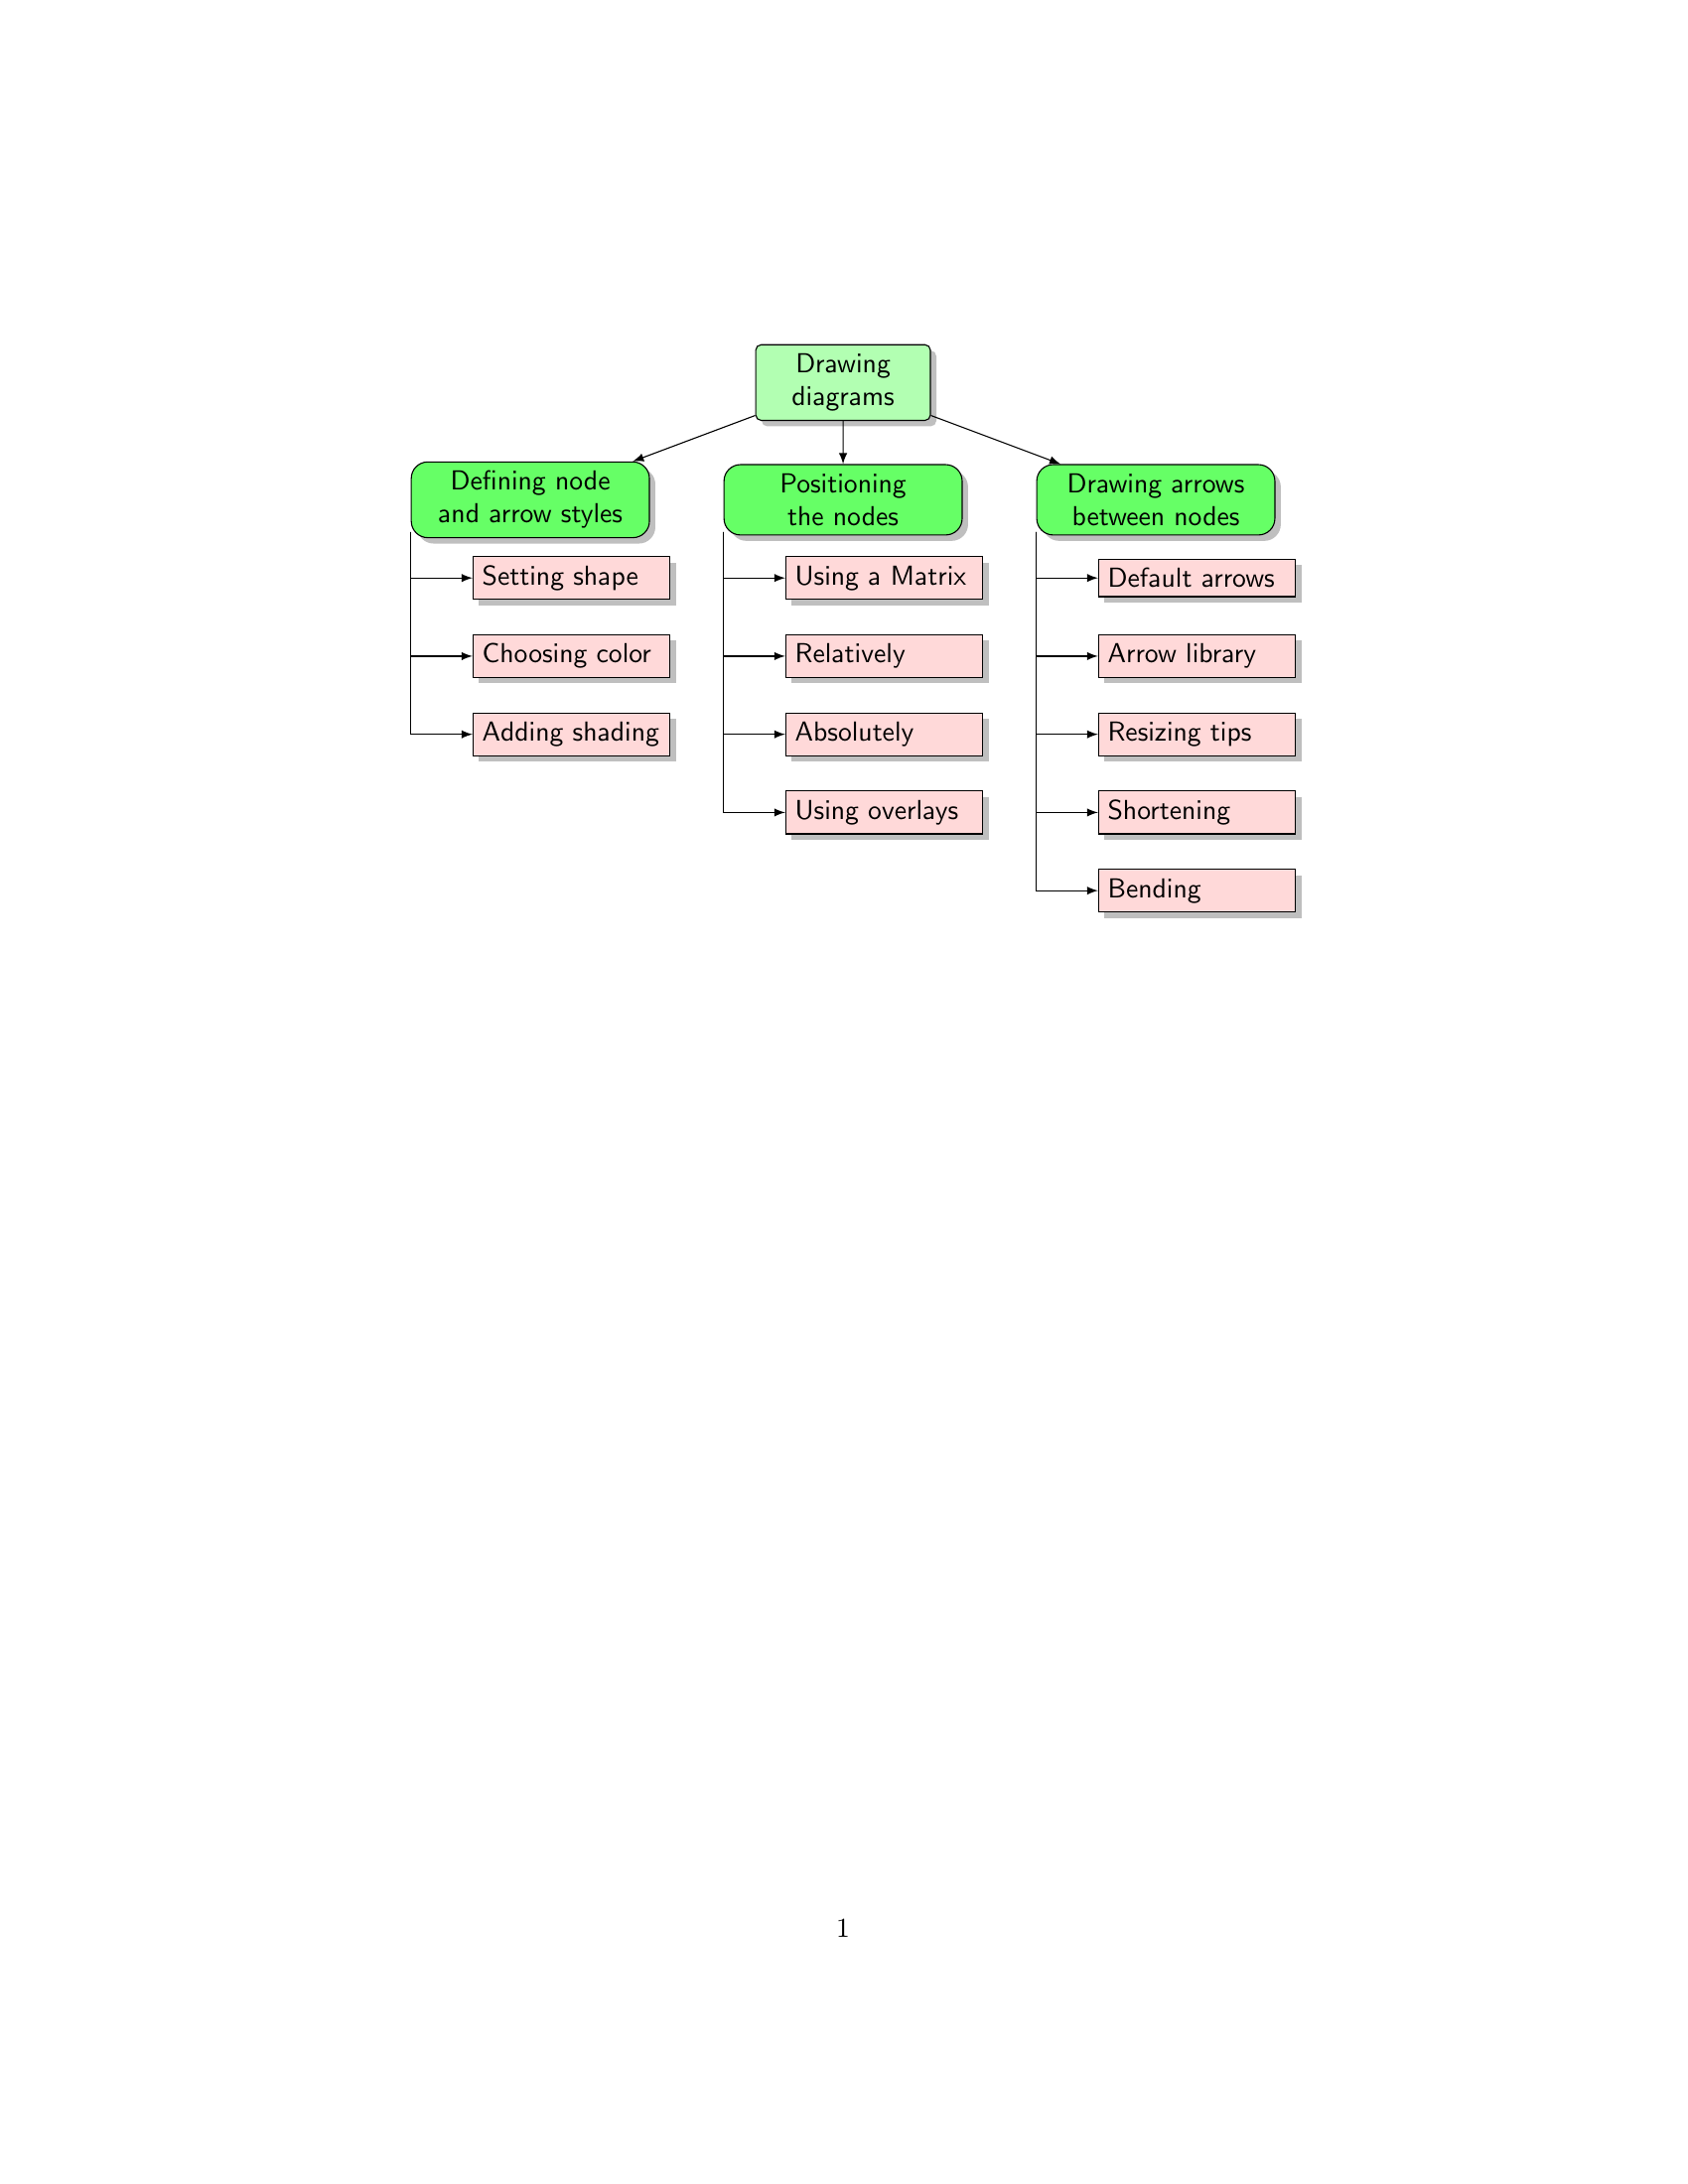 Drawing
diagrams
Defining node
and arrow styles
Setting shape
Choosing color
Adding shading
Positioning
the nodes
Using a Matrix
Relatively
Absolutely
Using overlays
Drawing arrows
between nodes
Default arrows
Arrow library
Resizing tips
Shortening
Bending
1